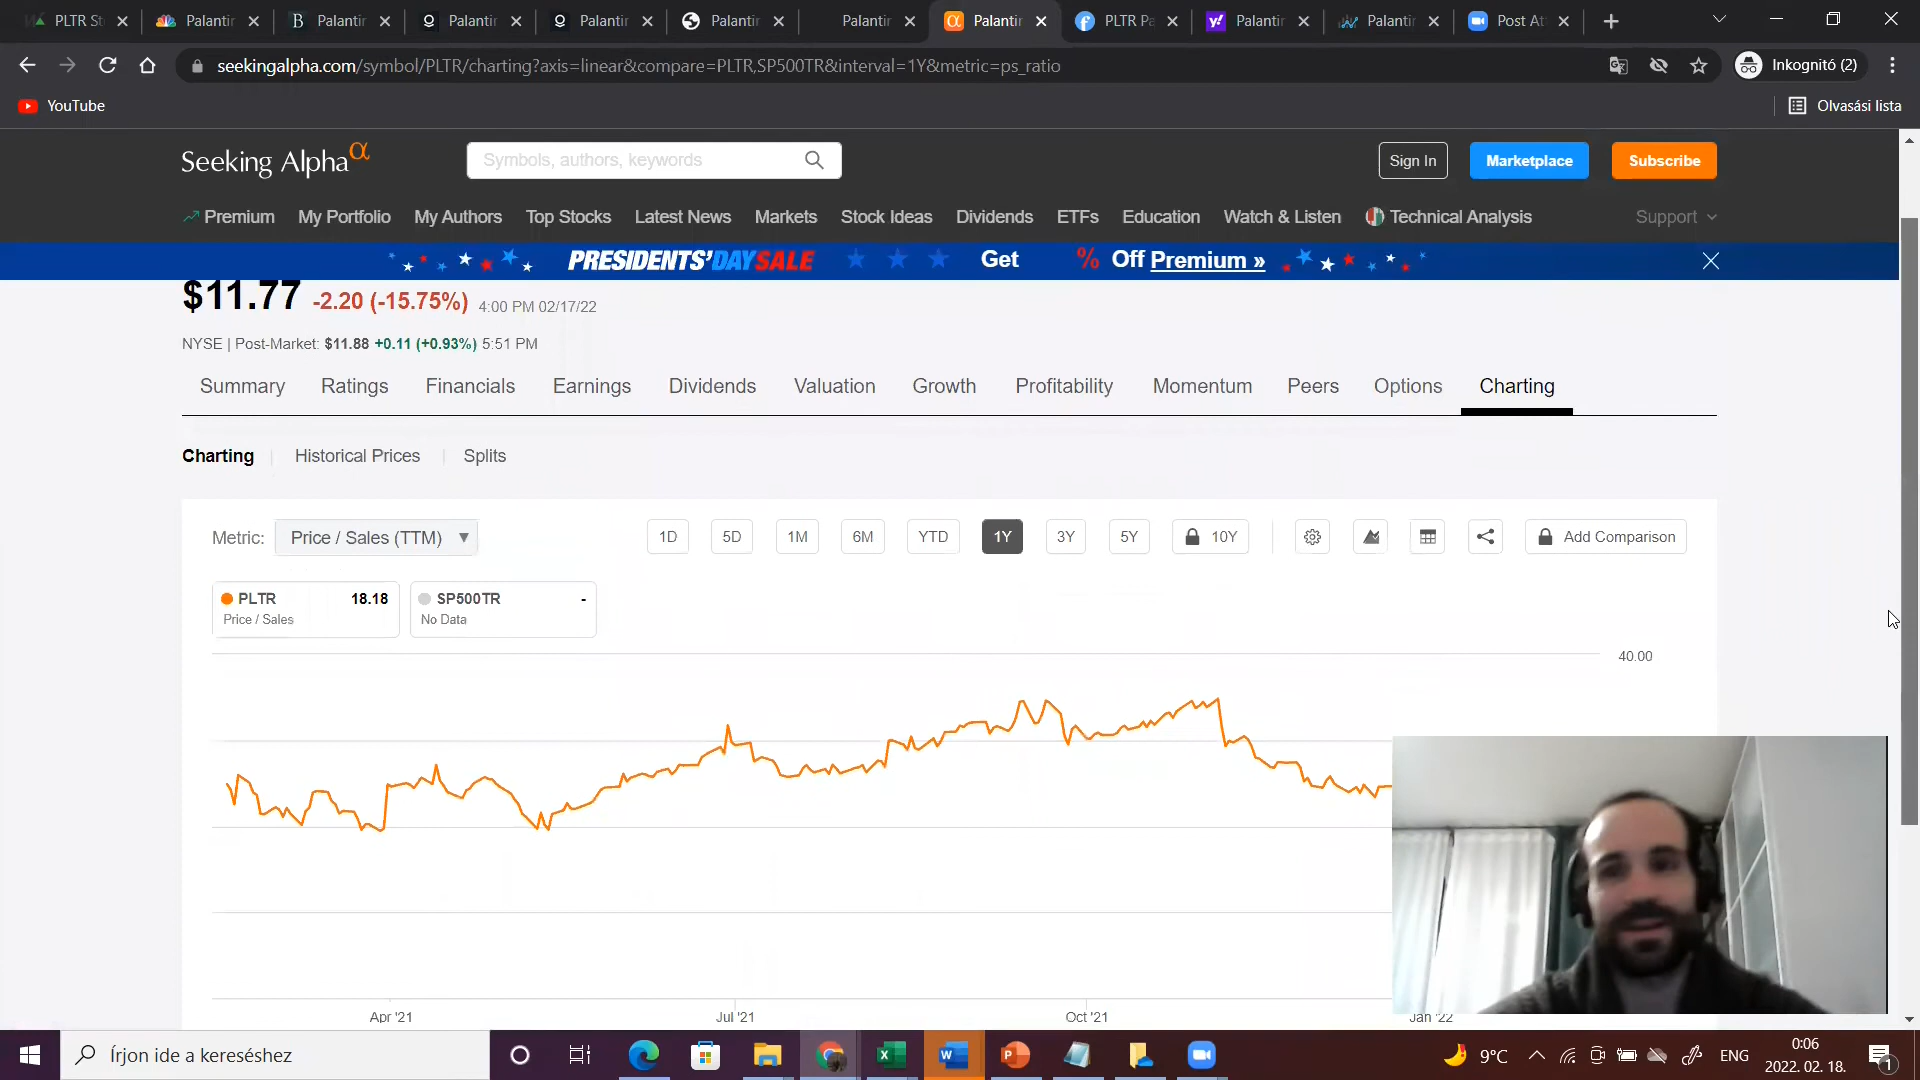 PLTR St
Palantir
Palantir
Palantir
Palantir
Palantir
Palantir
Palantir
PLTR Pa
Palantir
Palantir
Post At
seekingalpha.com/symbol/PLTR/charting?axis=linear&compare=PLTR,SP500TR&interval=1Y&metric=ps_ratio
Inkognitó (2)
YouTube
Olvasási lista
Seeking Alpha α
Symbols, authors, keywords
Sign In
Marketplace
Subscribe
Premium My Portfolio My Authors Top Stocks Latest News Markets Stock Ideas Dividends ETFs Education Watch & Listen Technical Analysis Support
PRESIDENTS'DAYSALE Get % Off Premium »
$11.77 -2.20 (-15.75%) 4:00 PM 02/17/22
NYSE | Post-Market: $11.88 +0.11 (+0.93%) 5:51 PM
Summary Ratings Financials Earnings Dividends Valuation Growth Profitability Momentum Peers Options Charting
Charting Historical Prices Splits
Metric: Price / Sales (TTM) ▼ 1D 5D 1M 6M YTD 1Y 3Y 5Y 10Y Add Comparison
PLTR 18.18
Price / Sales
SP500TR -
No Data
40.00
Apr '21 Jul '21 Oct '21 Jan '22
Írjon ide a kereséshez
9°C
ENG
0:06
2022. 02. 18.
1